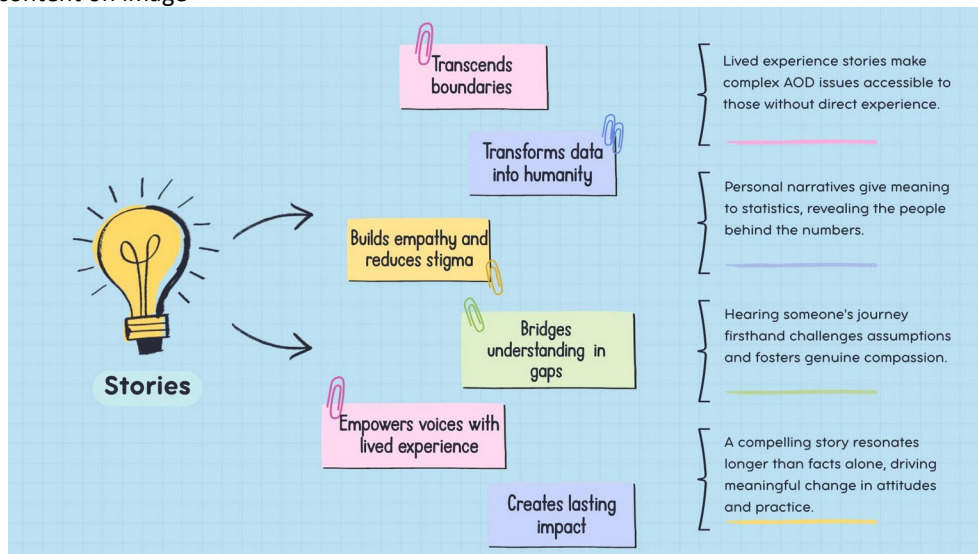 content on image
Transcends
boundaries
Transforms data
into humanity
Builds empathy and
reduces stigma
Bridges
understanding in
gaps
Empowers voices with
lived experience
Creates lasting
impact
Stories
Lived experience stories make
complex AOD issues accessible to
those without direct experience.
Personal narratives give meaning
to statistics, revealing the people
behind the numbers.
Hearing someone's journey
firsthand challenges assumptions
and fosters genuine compassion.
A compelling story resonates
longer than facts alone, driving
meaningful change in attitudes
and practice.